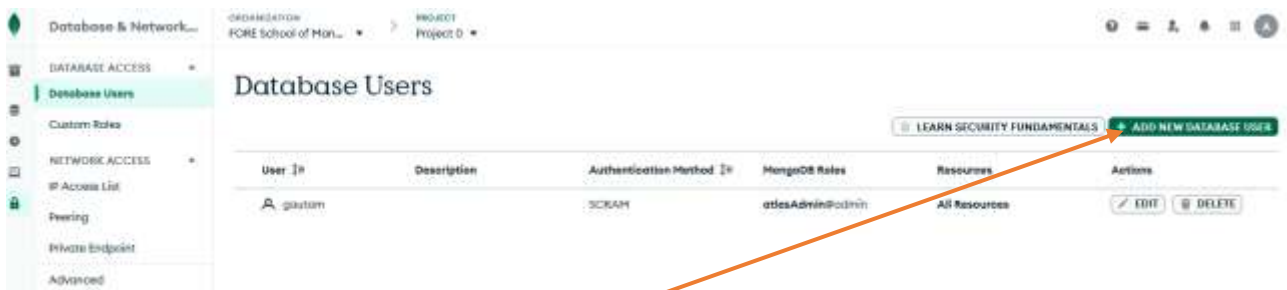 Database & Network...
ORGANIZATION
FORE School of Man...
PROJECT
Project 0
DATABASE ACCESS
Database Users
Custom Roles
NETWORK ACCESS
IP Access List
Peering
Private Endpoint
Advanced
Database Users
LEARN SECURITY FUNDAMENTALS
+ ADD NEW DATABASE USER
User Description Authentication Method MongoDB Roles Resources Actions
gautam SCRAM atlasAdmin@admin All Resources EDIT DELETE
A